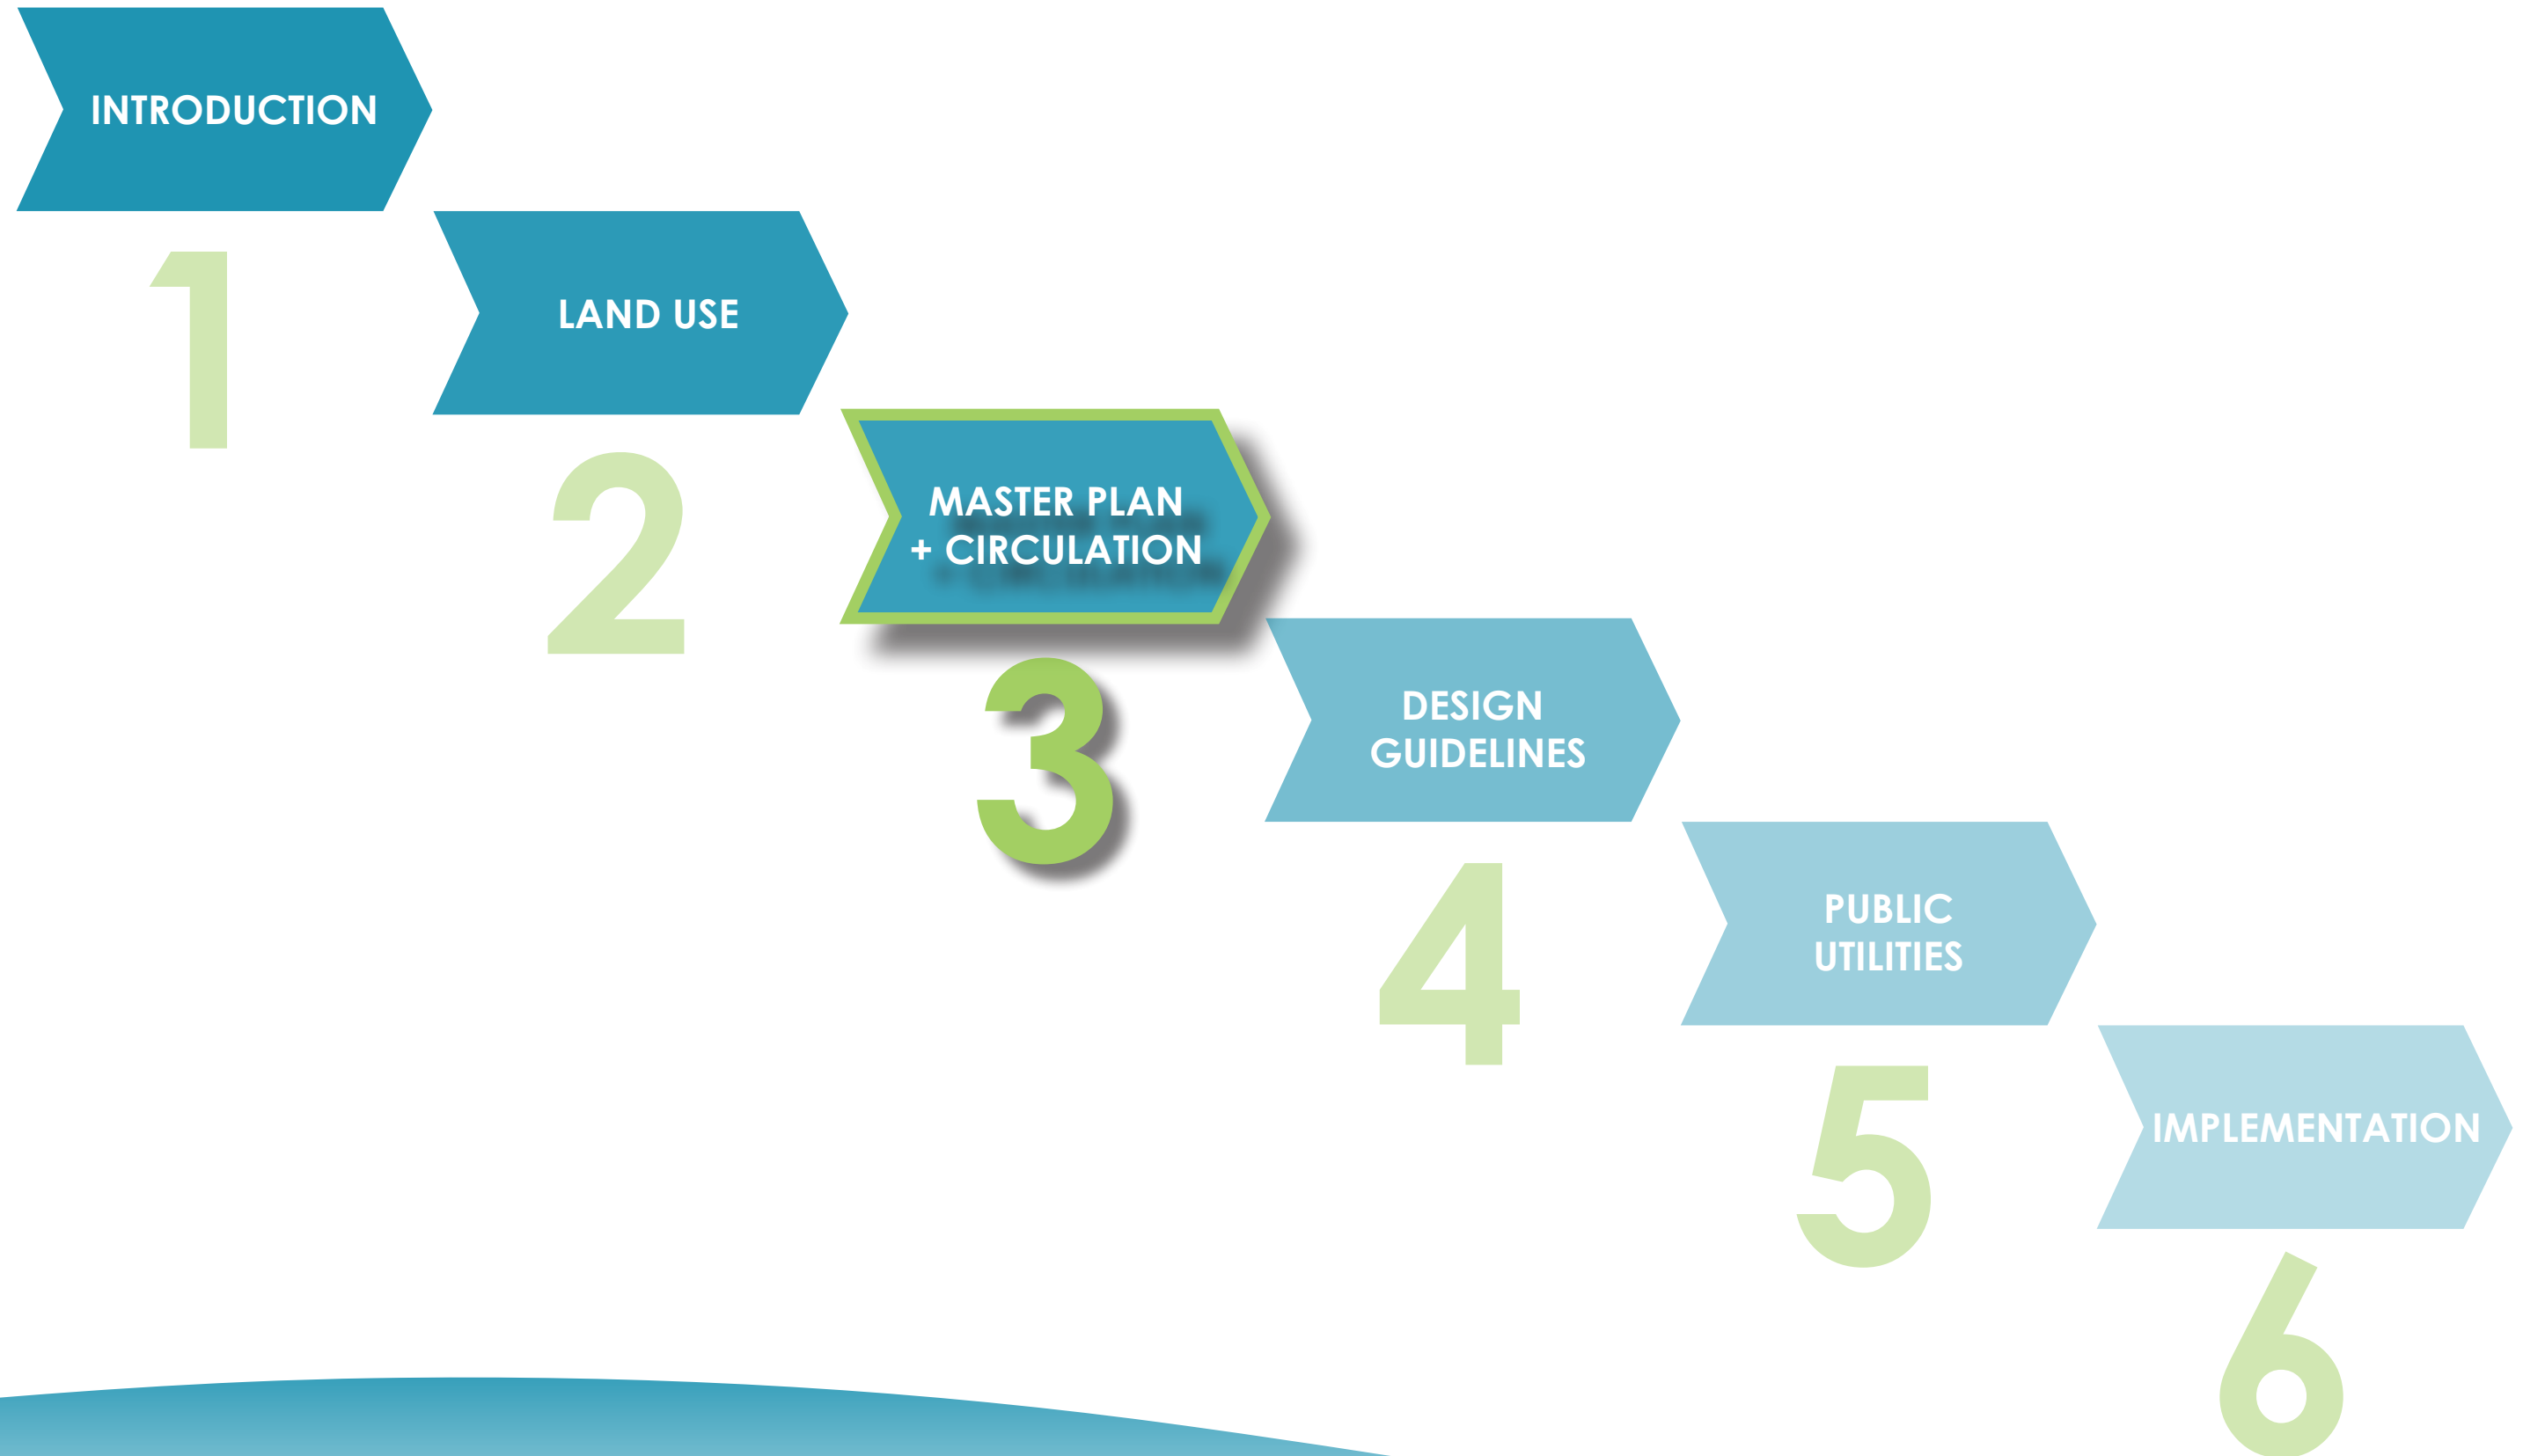 INTRODUCTION
1
LAND USE
2
MASTER PLAN
+ CIRCULATION
3
DESIGN
GUIDELINES
4
PUBLIC
UTILITIES
5
IMPLEMENTATION
6